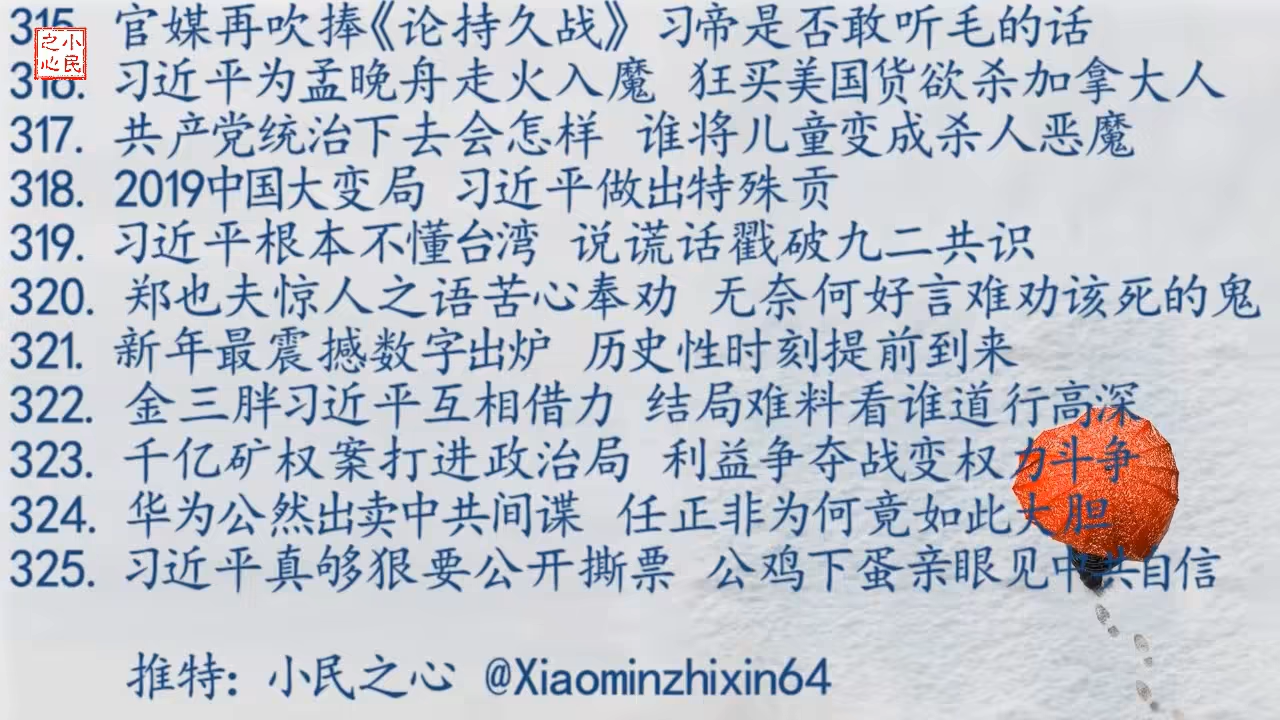 315. 官媒再吹捧《论持久战》 习帝是否敢听毛的话
小民之心
316. 习近平为孟晚舟走火入魔 狂买美国货欲杀加拿大人
317. 共产党统治下去会怎样 谁将儿童变成杀人恶魔
318. 2019中国大变局 习近平做出特殊贡
319. 习近平根本不懂台湾 说谎话戳破九二共识
320. 郑也夫惊人之语苦心奉劝 无奈何好言难劝该死的鬼
321. 新年最震撼数字出炉 历史性时刻提前到来
322. 金三胖习近平互相借力 结局难料看谁道行高深
323. 千亿矿权案打进政治局 利益争夺战变权力斗争
324. 华为公然出卖中共间谍 任正非为何竟如此大胆
325. 习近平真够狠要公开撕票 公鸡下蛋亲眼见中共自信
推特：小民之心 @Xiaominzhixin64